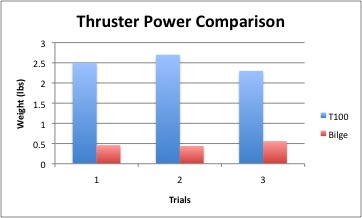 Thruster Power Comparison
3
2.5
2
1.5
1
0.5
0
Weight (lbs)
1 2 3
Trials
T100
Bilge